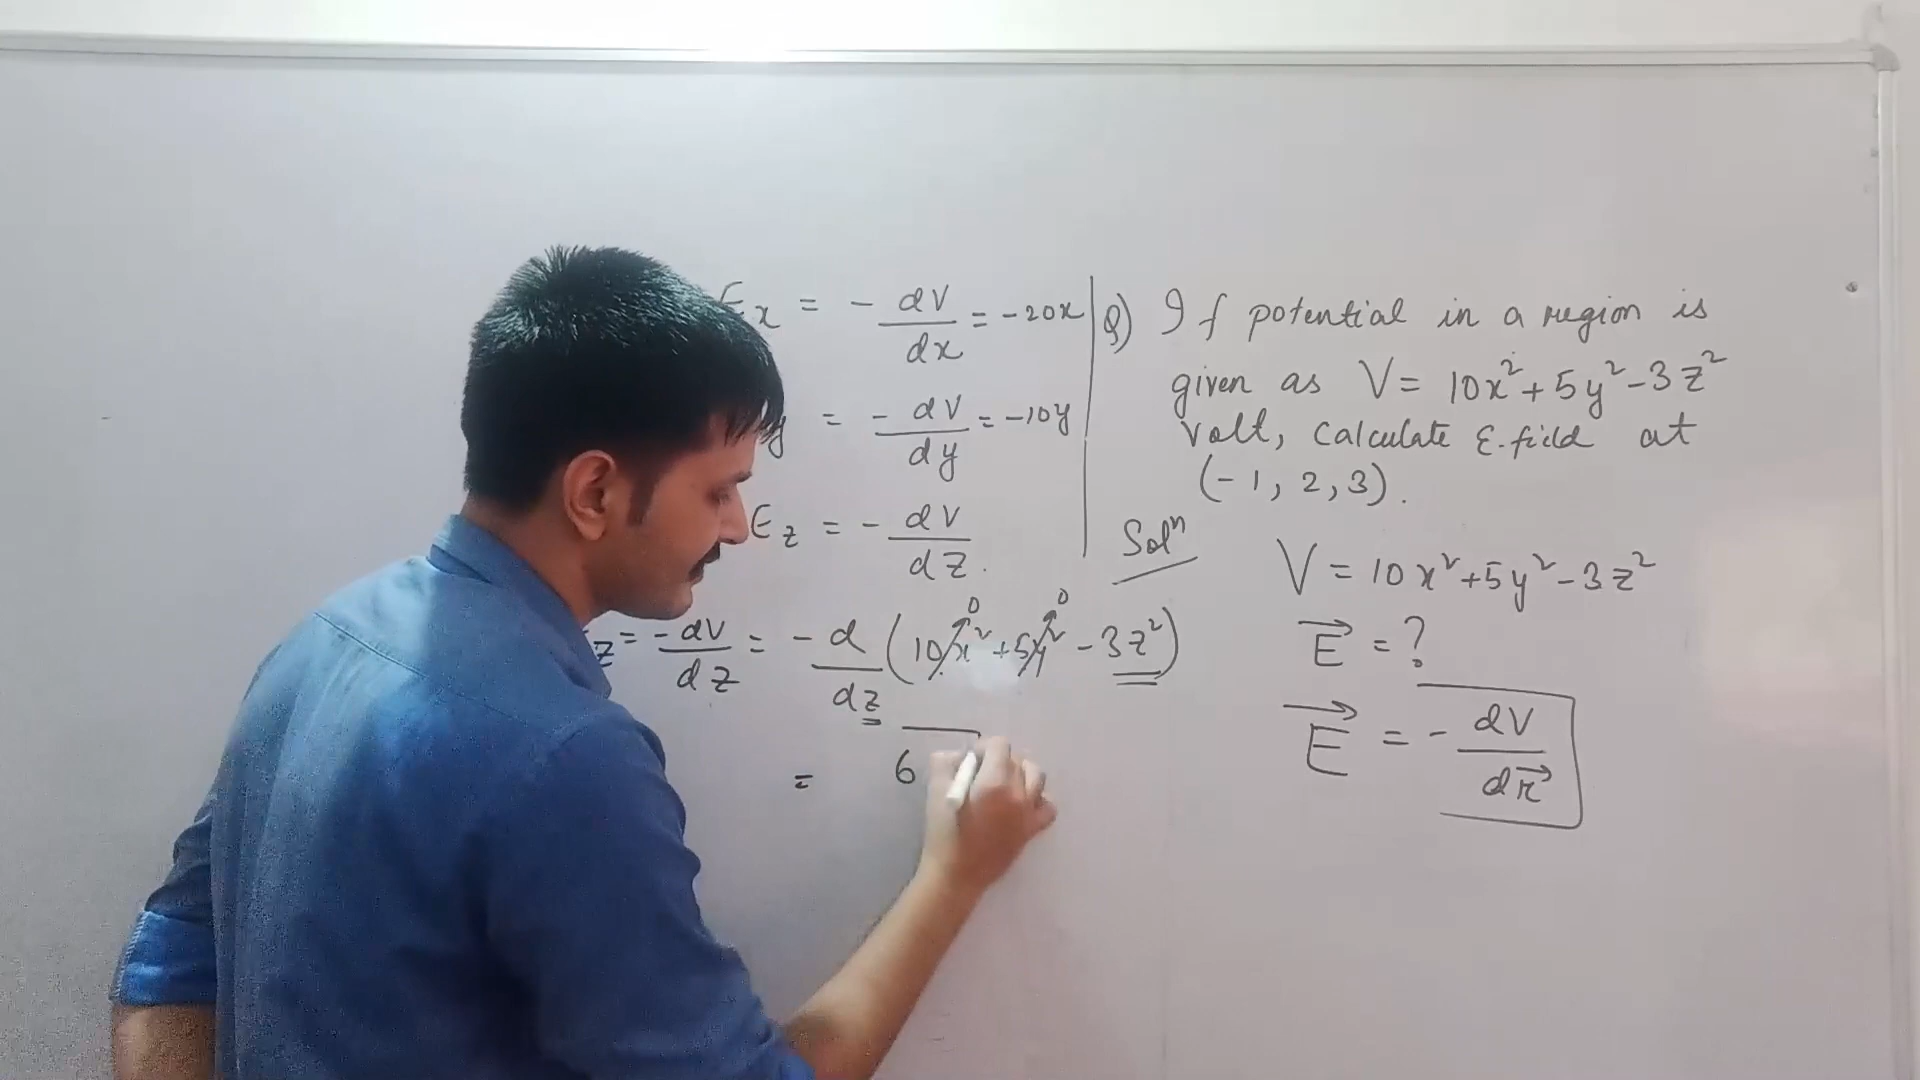 Ex = - dV/dx = -20x
y = - dV/dy = -10y
Ez = - dV/dz.
z = -dV/dz = - d/dz (10x²⁰ + 5y²⁰ - 3z²)
= 6
Q) If potential in a region is
given as V = 10x² + 5y² - 3z²
volt, calculate E-field at
(-1, 2, 3).
Solⁿ
V = 10x² + 5y² - 3z²
E⃗ = ?
E⃗ = - dV/dr⃗